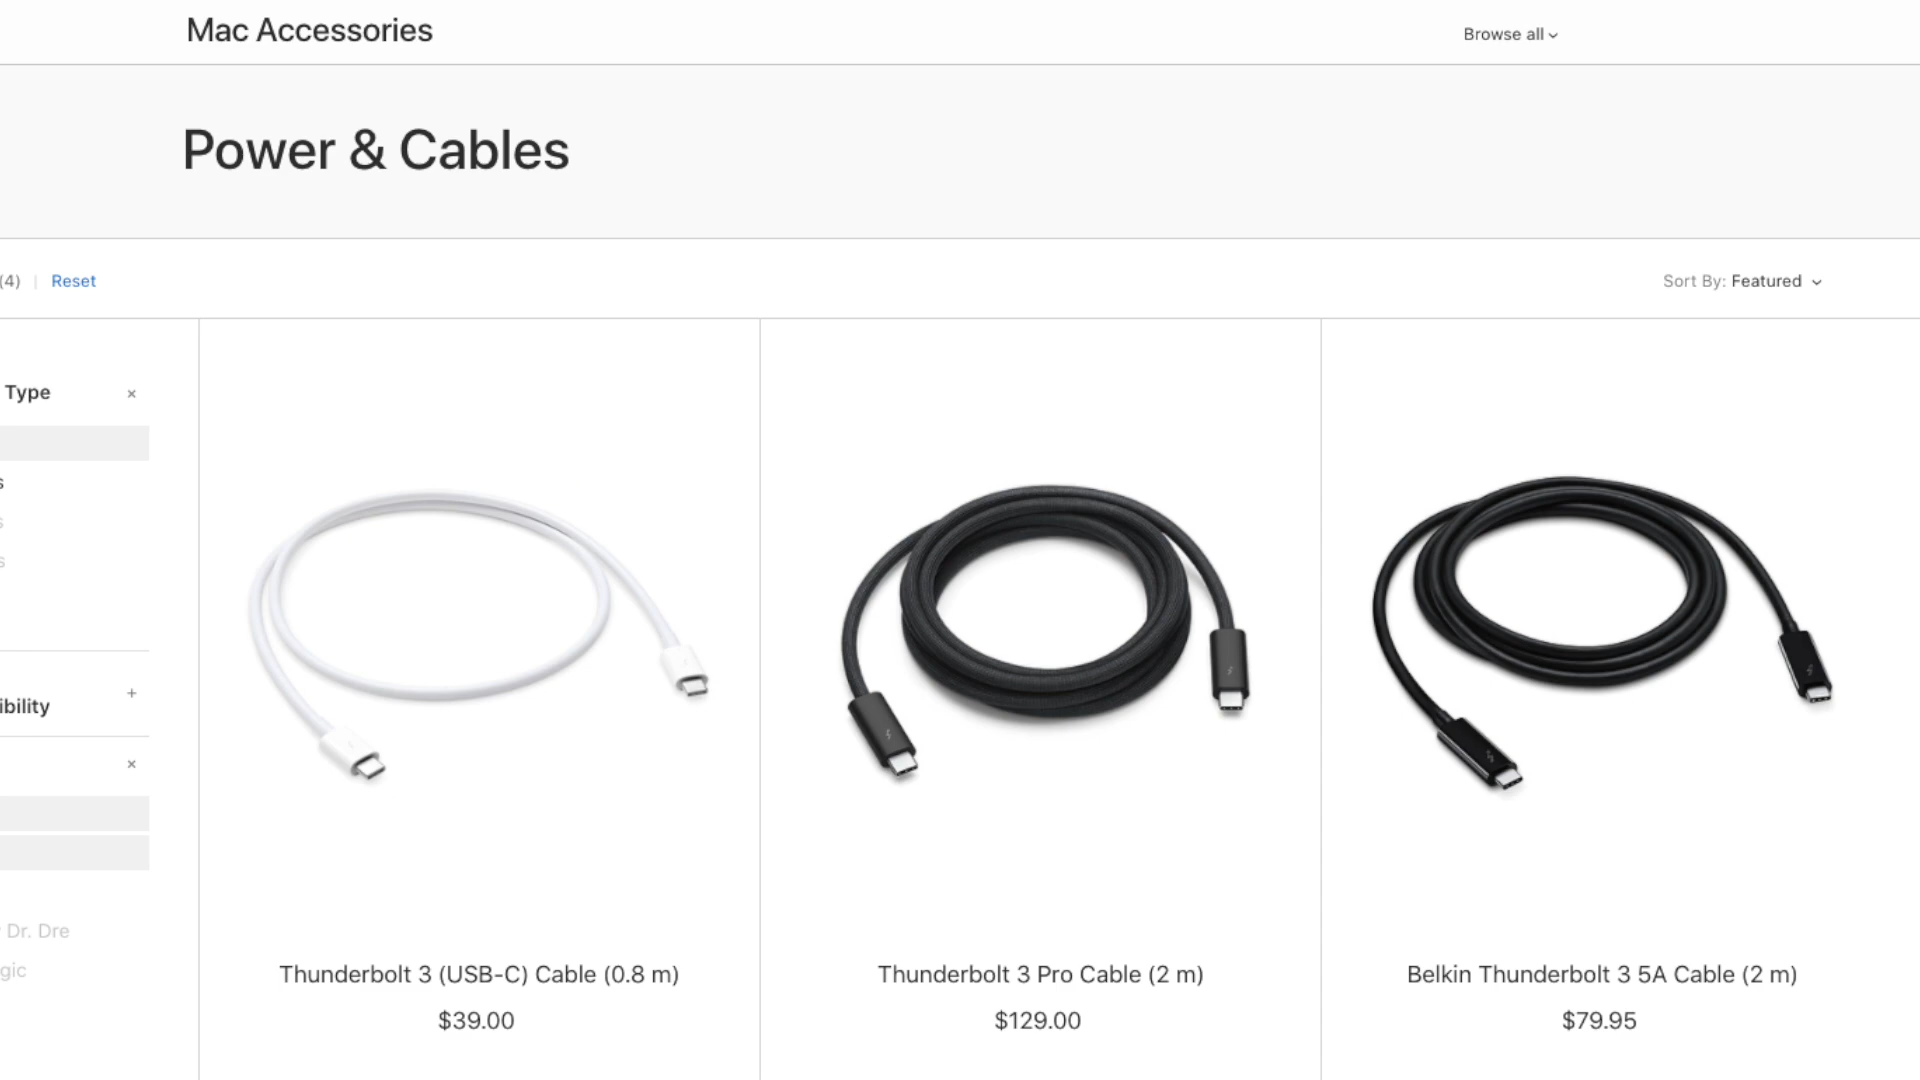 Mac Accessories
Browse all
Power & Cables
(4) | Reset
Sort By: Featured
Type
s
s
s
ibility
Dr. Dre
gic
Thunderbolt 3 (USB-C) Cable (0.8 m)
$39.00
Thunderbolt 3 Pro Cable (2 m)
$129.00
Belkin Thunderbolt 3 5A Cable (2 m)
$79.95